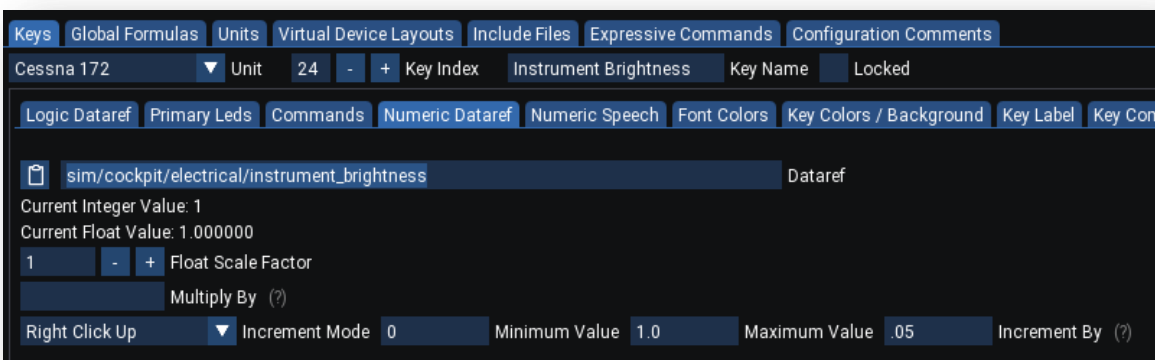 Keys Global Formulas Units Virtual Device Layouts Include Files Expressive Commands Configuration Comments
Cessna 172 Unit 24 - + Key Index Instrument Brightness Key Name Locked
Logic Dataref Primary Leds Commands Numeric Dataref Numeric Speech Font Colors Key Colors / Background Key Label Key Con
sim/cockpit/electrical/instrument_brightness Dataref
Current Integer Value: 1
Current Float Value: 1.000000
1 - + Float Scale Factor
Multiply By (?)
Right Click Up Increment Mode 0 Minimum Value 1.0 Maximum Value .05 Increment By (?)